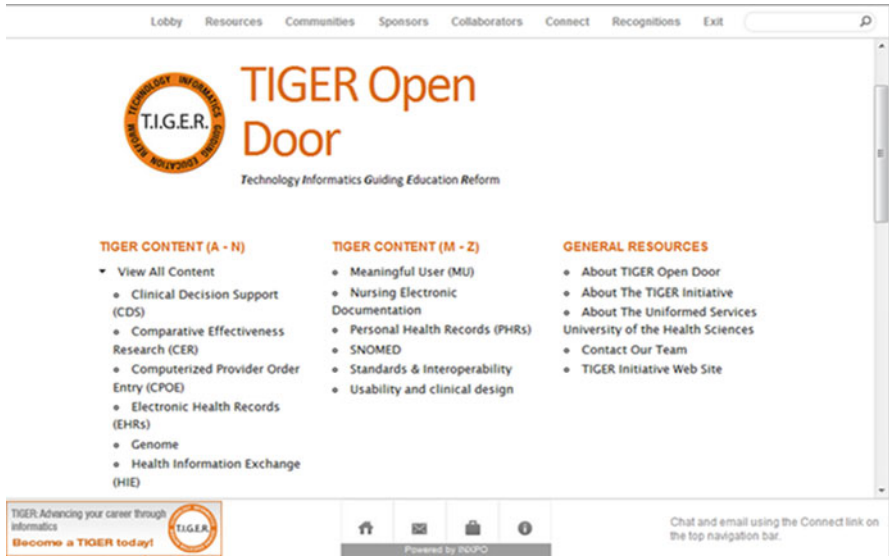 Lobby Resources Communities Sponsors Collaborators Connect Recognitions Exit
TECHNOLOGY INFORMATICS GUIDING EDUCATION REFORM
T.I.G.E.R.
TIGER Open
Door
Technology Informatics Guiding Education Reform
TIGER CONTENT (A - N)
View All Content
Clinical Decision Support
(CDS)
Comparative Effectiveness
Research (CER)
Computerized Provider Order
Entry (CPOE)
Electronic Health Records
(EHRs)
Genome
Health Information Exchange
(HIE)
TIGER CONTENT (M - Z)
Meaningful User (MU)
Nursing Electronic
Documentation
Personal Health Records (PHRs)
SNOMED
Standards & Interoperability
Usability and clinical design
GENERAL RESOURCES
About TIGER Open Door
About The TIGER Initiative
About The Uniformed Services
University of the Health Sciences
Contact Our Team
TIGER Initiative Web Site
TIGER: Advancing your career through
informatics
Become a TIGER today!
T.I.G.E.R.
Powered by INXPO
Chat and email using the Connect link on
the top navigation bar.